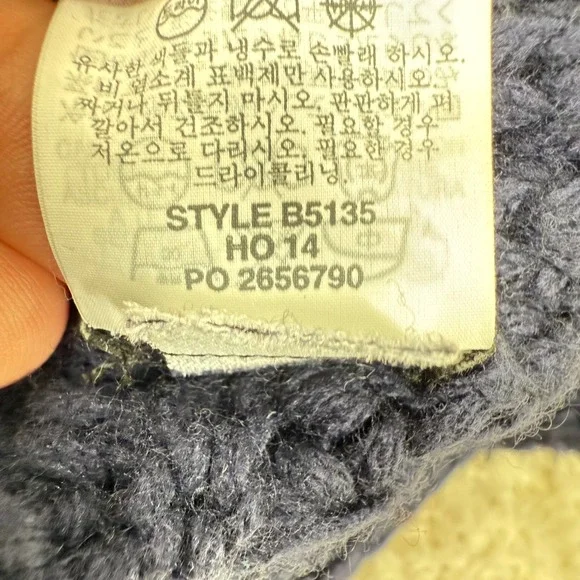 유사한 색들과 냉수로 손빨래 하시오.
비 염소계 표백제만 사용하시오.
짜거나 뒤틀지 마시오. 판판하게 펴
깔아서 건조하시오. 필요한 경우
저온으로 다리시오. 필요한 경우
드라이클리닝.
STYLE B5135
HO 14
PO 2656790